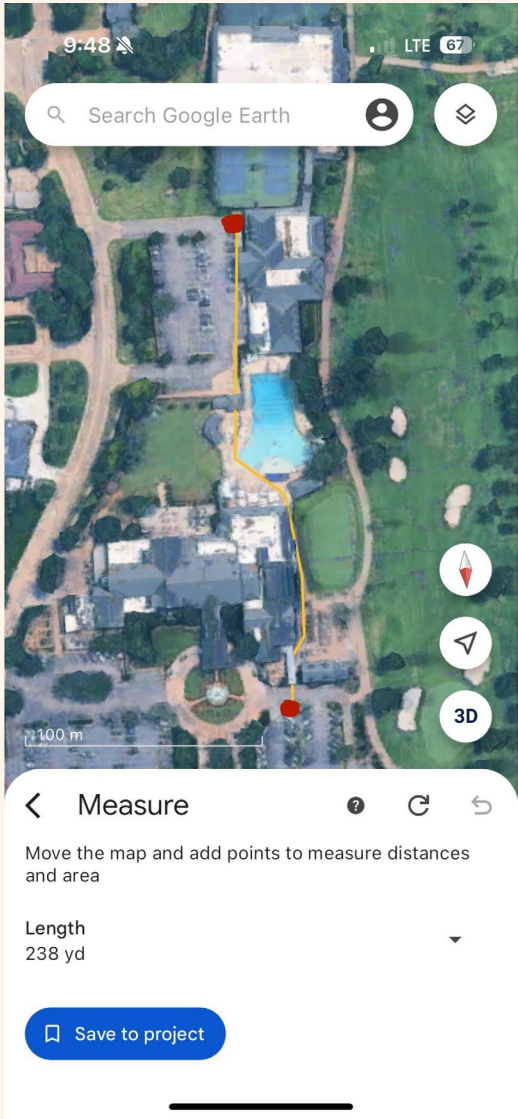 9:48
LTE 67
Search Google Earth
3D
100 m
Measure
?
Move the map and add points to measure distances
and area
Length
238 yd
Save to project